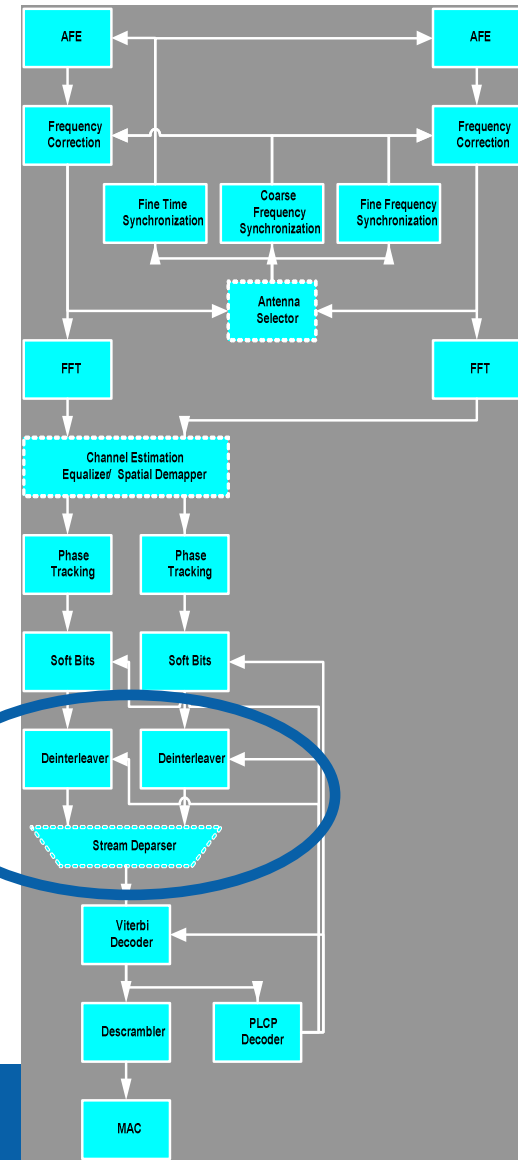 AFE
AFE
Frequency
Correction
Frequency
Correction
Fine Time
Synchronization
Coarse
Frequency
Synchronization
Fine Frequency
Synchronization
Antenna
Selector
FFT
FFT
Channel Estimation
Equalizer/ Spatial Demapper
Phase
Tracking
Phase
Tracking
Soft Bits
Soft Bits
Deinterleaver
Deinterleaver
Stream Deparser
Viterbi
Decoder
Descrambler
PLCP
Decoder
MAC